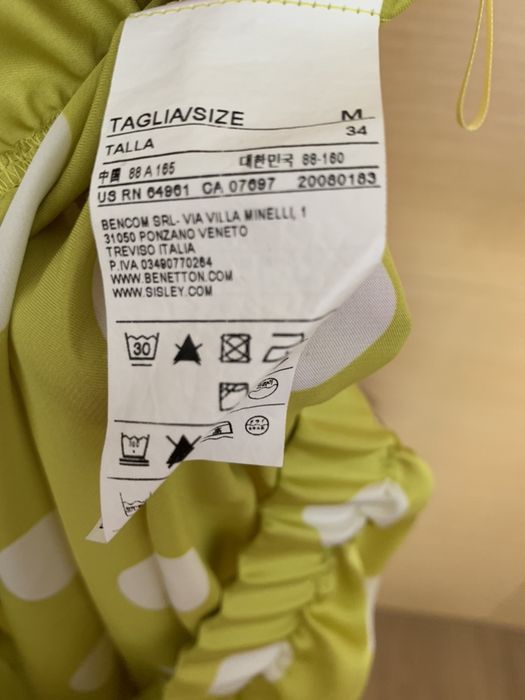 TAGLIA/SIZE M
TALLA 34
中国 88 A 165 대한민국 88-160
US RN 64961 CA 07697 20080183
BENCOM SRL- VIA VILLA MINELLI, 1
31050 PONZANO VENETO
TREVISO ITALIA
P.IVA 03490770264
WWW.BENETTON.COM
WWW.SISLEY.COM
30